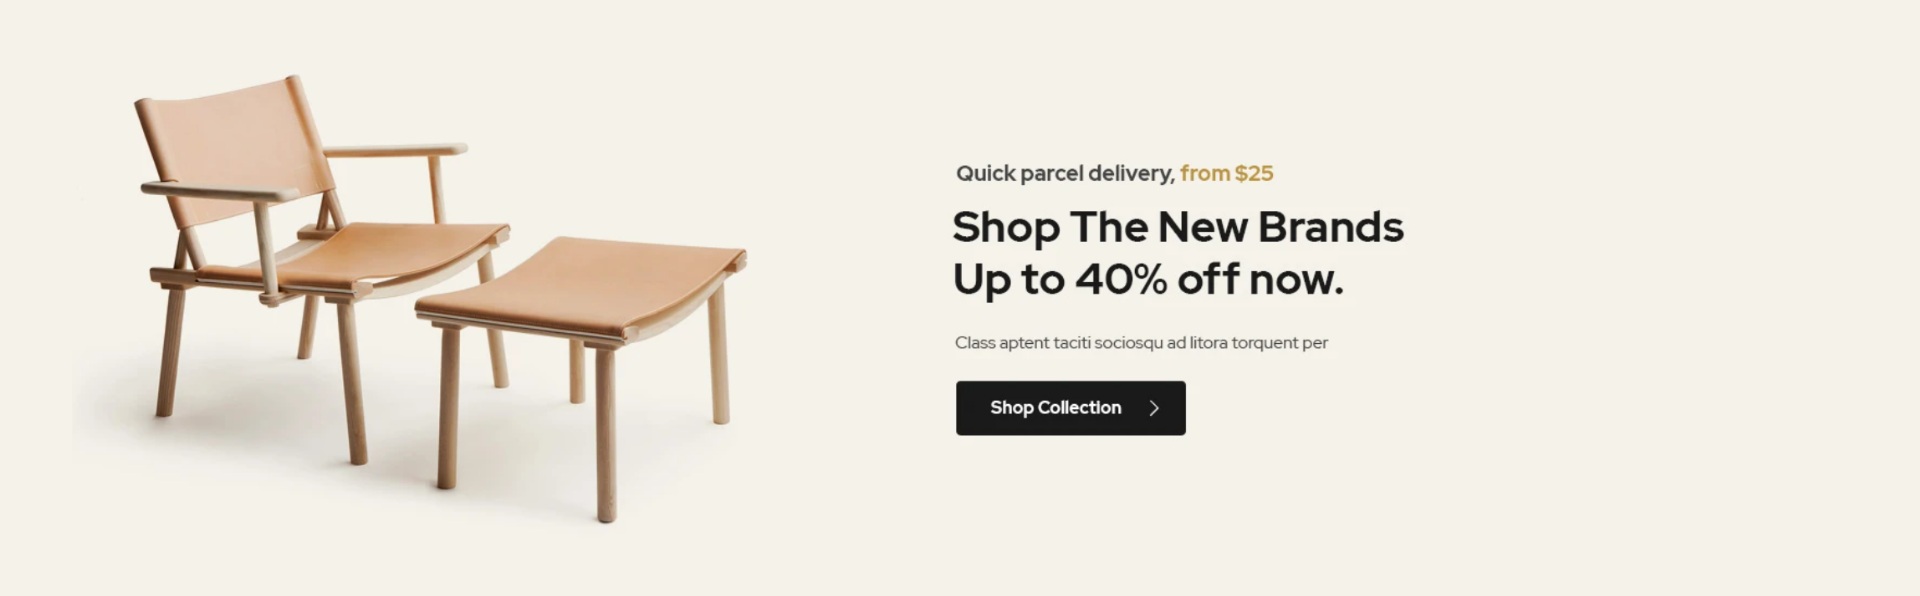 Quick parcel delivery, from $25
Shop The New Brands
Up to 40% off now.
Class aptent taciti sociosqu ad litora torquent per
Shop Collection